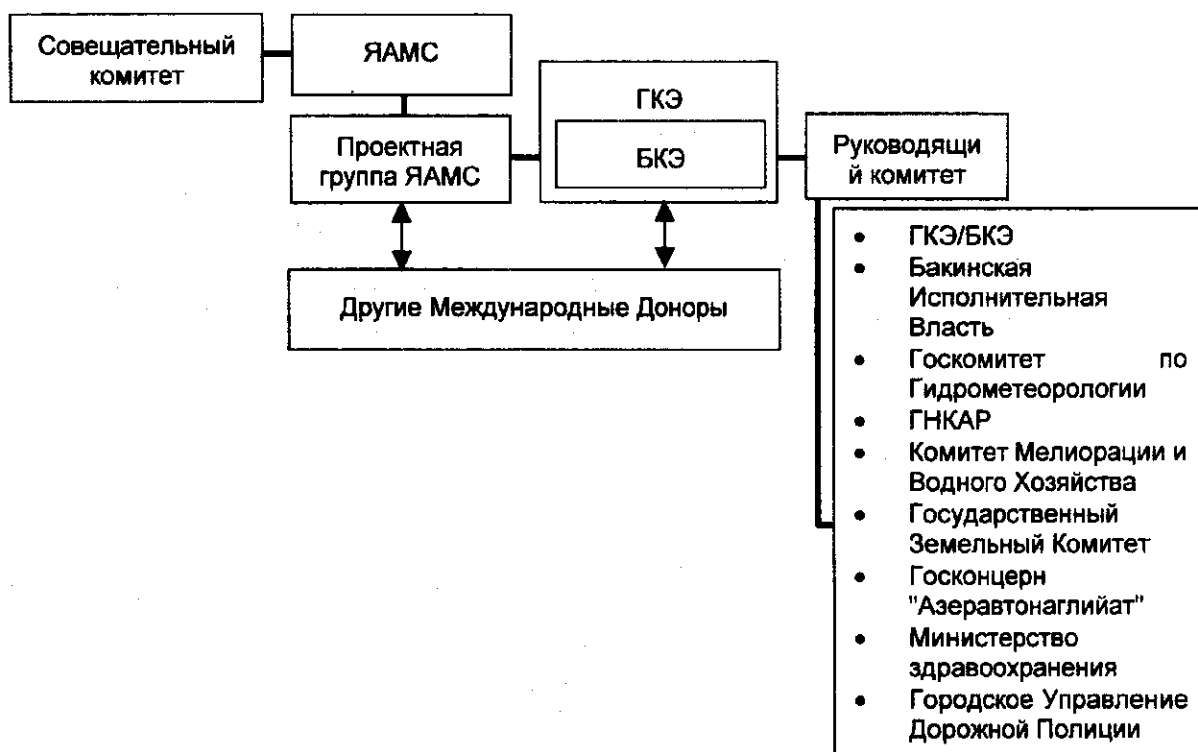 Совещательный
комитет
ЯАМС
ГКЭ
БКЭ
Проектная
группа ЯАМС
Руководящи
й комитет
Другие Международные Доноры
• ГКЭ/БКЭ
• Бакинская
Исполнительная
Власть
• Госкомитет по
Гидрометеорологии
• ГНКАР
• Комитет Мелиорации и
Водного Хозяйства
• Государственный
Земельный Комитет
• Госконцерн
"Азеравтонаглийат"
• Министерство
здравоохранения
• Городское Управление
Дорожной Полиции